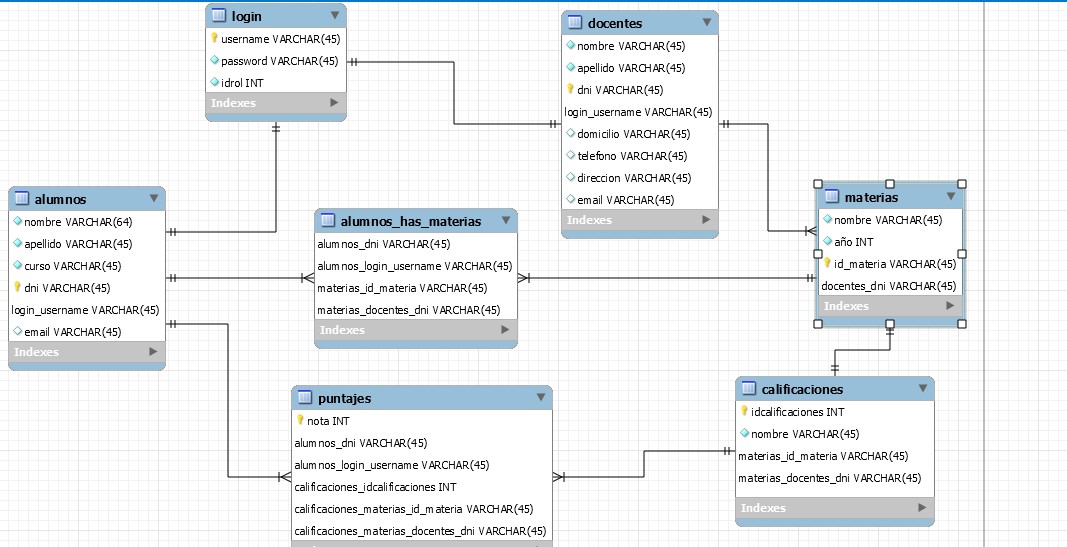 login
username VARCHAR(45)
password VARCHAR(45)
idrol INT
Indexes
docentes
nombre VARCHAR(45)
apellido VARCHAR(45)
dni VARCHAR(45)
login_username VARCHAR(45)
domicilio VARCHAR(45)
telefono VARCHAR(45)
direccion VARCHAR(45)
email VARCHAR(45)
Indexes
alumnos
nombre VARCHAR(64)
apellido VARCHAR(45)
curso VARCHAR(45)
dni VARCHAR(45)
login_username VARCHAR(45)
email VARCHAR(45)
Indexes
alumnos_has_materias
alumnos_dni VARCHAR(45)
alumnos_login_username VARCHAR(45)
materias_id_materia VARCHAR(45)
materias_docentes_dni VARCHAR(45)
Indexes
materias
nombre VARCHAR(45)
año INT
id_materia VARCHAR(45)
docentes_dni VARCHAR(45)
Indexes
puntajes
nota INT
alumnos_dni VARCHAR(45)
alumnos_login_username VARCHAR(45)
calificaciones_idcalificaciones INT
calificaciones_materias_id_materia VARCHAR(45)
calificaciones_materias_docentes_dni VARCHAR(45)
calificaciones
idcalificaciones INT
nombre VARCHAR(45)
materias_id_materia VARCHAR(45)
materias_docentes_dni VARCHAR(45)
Indexes